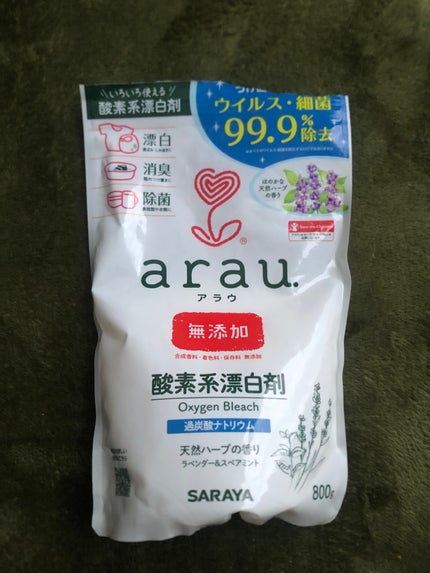 いろいろ使える
酸素系漂白剤
漂白
消臭
除菌
ウイルス・細菌
99.9%
除去
ほのかな
天然ハーブ
の香り
®
arau.
アラウ
無添加
合成香料・着色料・保存料 無添加
酸素系漂白剤
Oxygen Bleach
過炭酸ナトリウム
天然ハーブの香り
ラベンダー&スペアミント
SARAYA
800g